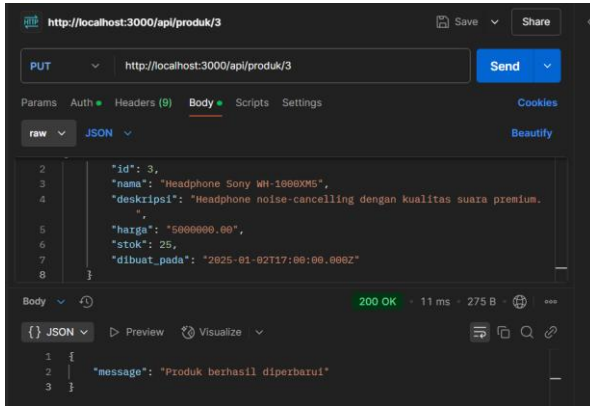 HTTP http://localhost:3000/api/produk/3 Save Share
PUT http://localhost:3000/api/produk/3 Send
Params Auth Headers (9) Body Scripts Settings Cookies
raw JSON Beautify
2 "id": 3,
3 "nama": "Headphone Sony WH-1000XM5",
4 "deskripsi": "Headphone noise-cancelling dengan kualitas suara premium.
",
5 "harga": "5000000.00",
6 "stok": 25,
7 "dibuat_pada": "2025-01-02T17:00:00.000Z"
8 }
Body 200 OK 11 ms 275 B
{} JSON Preview Visualize
1 {
2 "message": "Produk berhasil diperbarui"
3 }